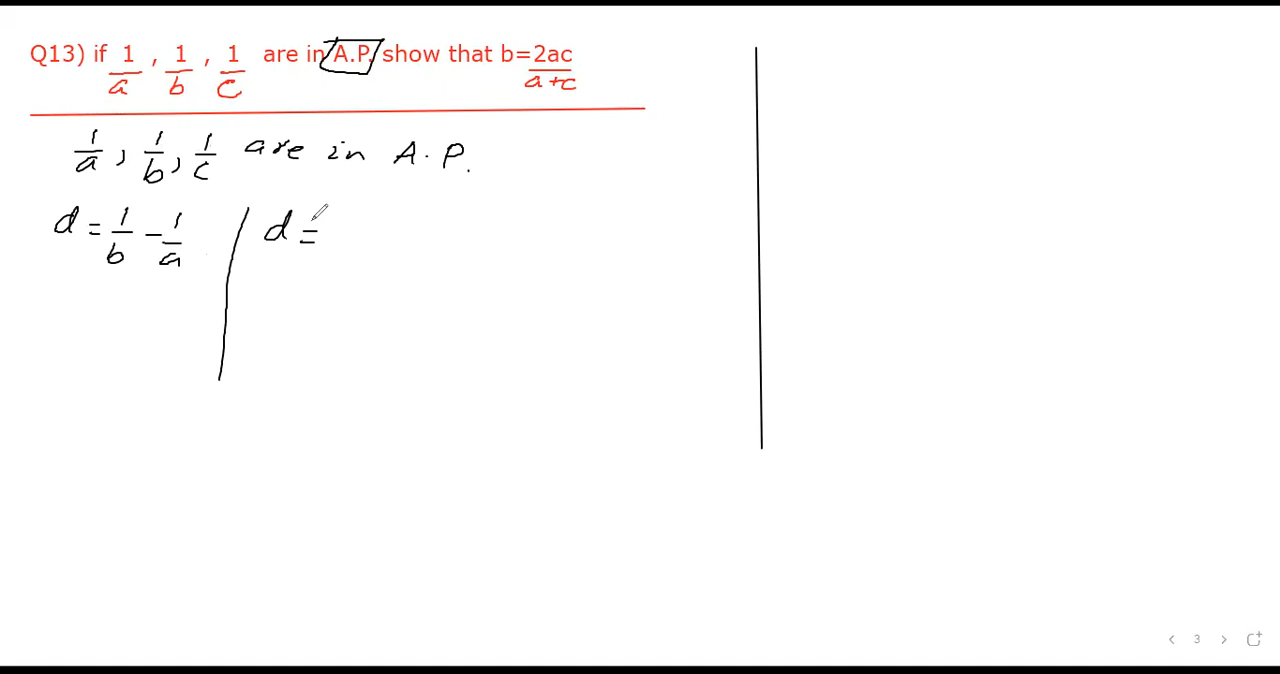 Q13) if 1/a , 1/b , 1/c are in A.P. show that b=2ac/a+c
1/a , 1/b , 1/c are in A.P.
d = 1/b - 1/a d =
3